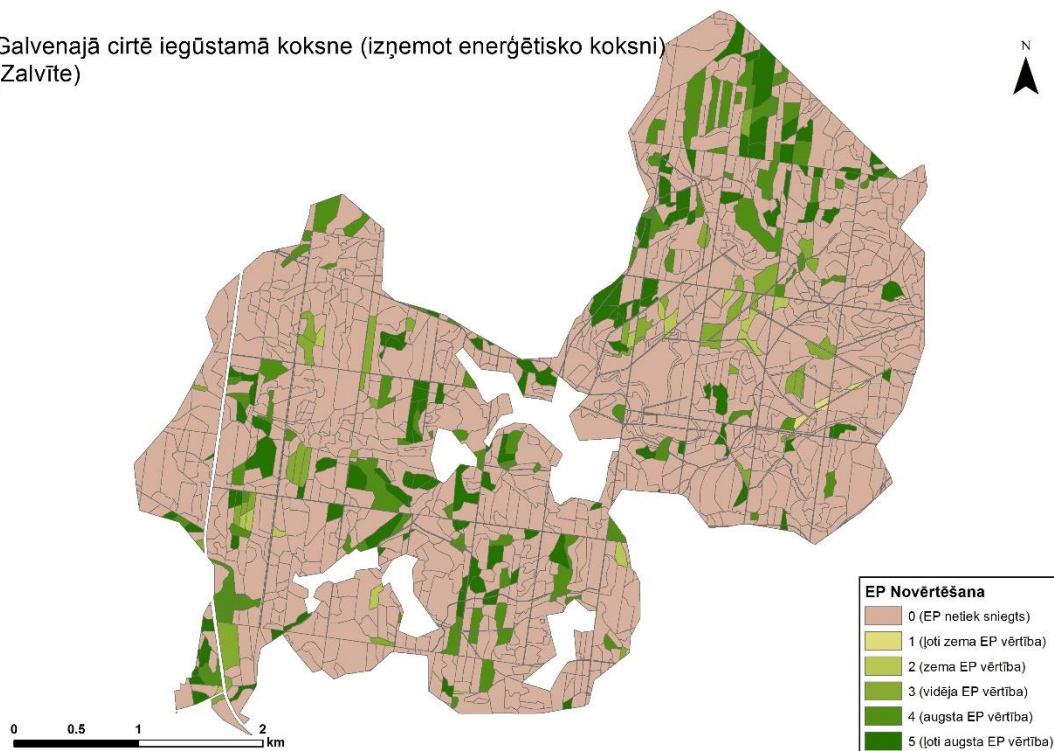 Galvenajā cirtē iegūstamā koksne (izņemot enerģētisko koksni)
Zalvīte)
N
EP Novērtēšana
0 (EP netiek sniegts)
1 (ļoti zema EP vērtība)
2 (zema EP vērtība)
3 (vidēja EP vērtība)
4 (augsta EP vērtība)
5 (ļoti augsta EP vērtība)
0 0.5 1 2
km